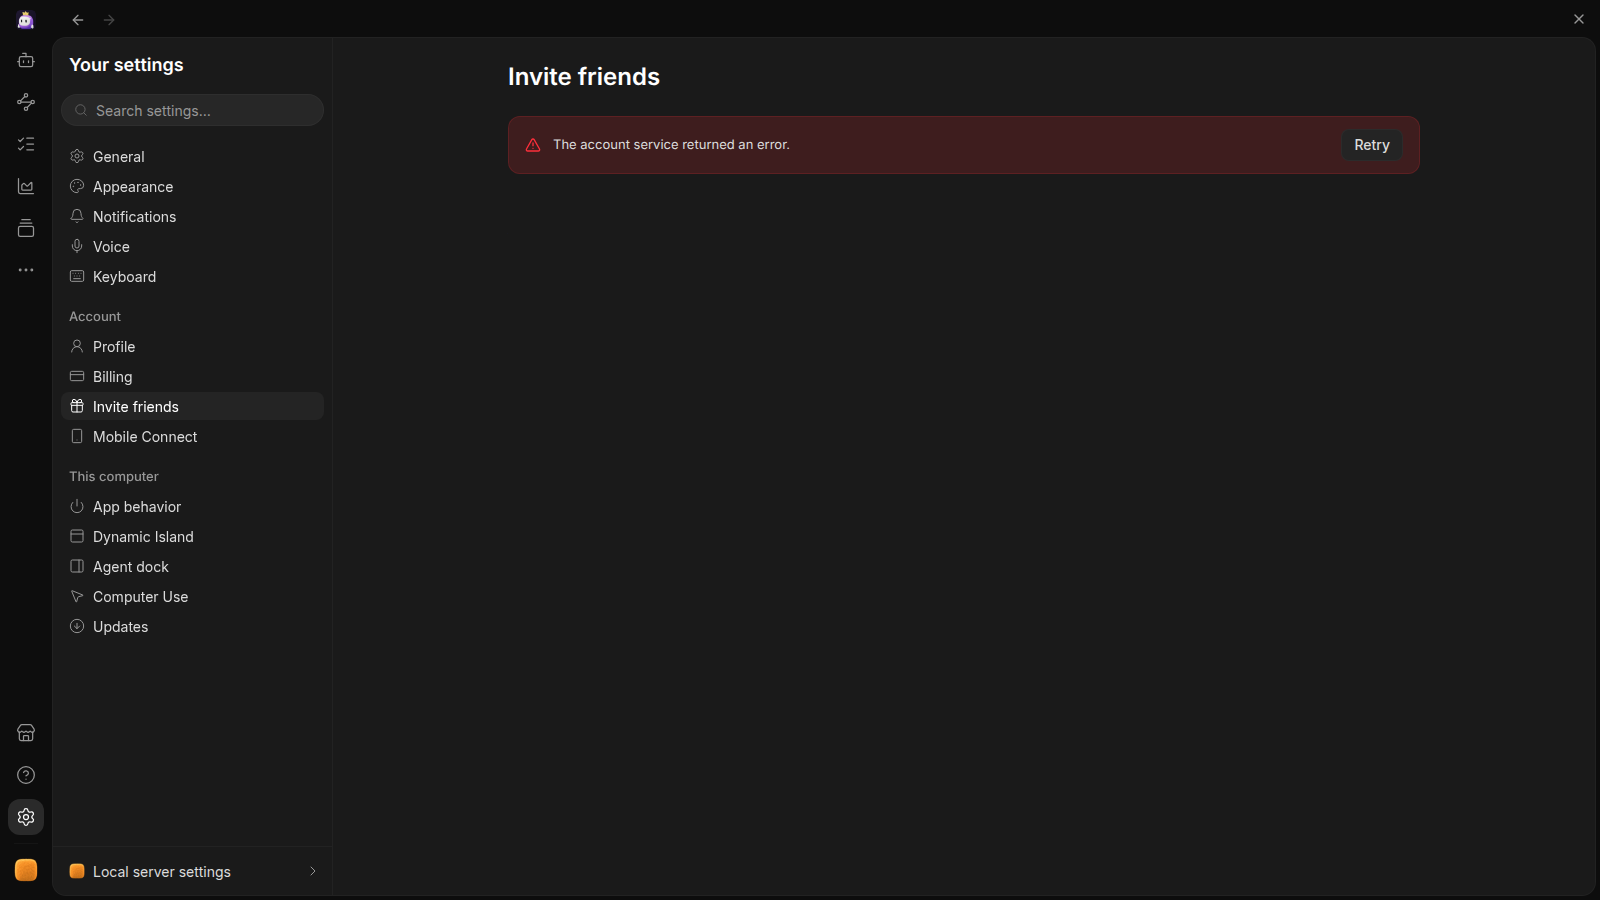 Your settings
Search settings...
General
Appearance
Notifications
Voice
Keyboard
Account
Profile
Billing
Invite friends
Mobile Connect
This computer
App behavior
Dynamic Island
Agent dock
Computer Use
Updates
Local server settings
Invite friends
The account service returned an error.
Retry